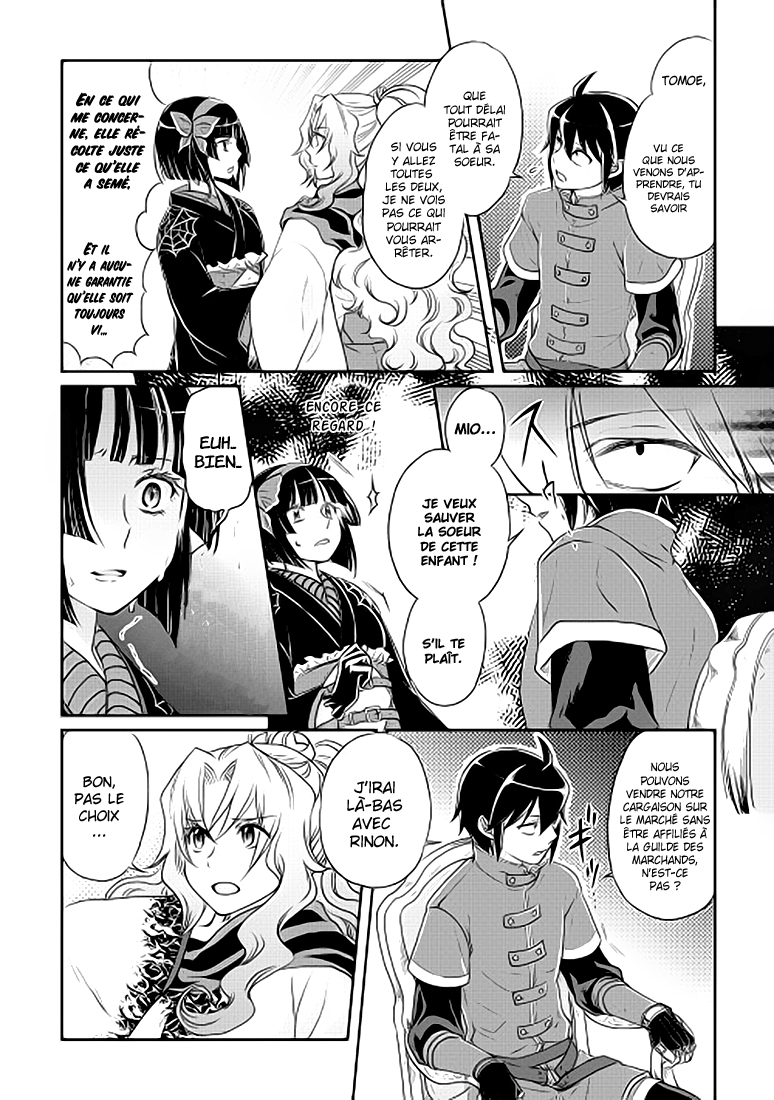 TOMOE,
VU CE
QUE NOUS
VENONS D'AP-
PRENDRE, TU
DEVRAIS
SAVOIR
QUE
TOUT DÉLAI
POURRAIT
ÊTRE FA-
TAL À SA
SOEUR.
SI VOUS
Y ALLEZ
TOUTES
LES DEUX,
JE NE VOIS
PAS CE QUI
POURRAIT
VOUS AR-
RÊTER.
EN CE QUI
ME CONCER-
NE, ELLE RÉ-
COLTE JUSTE
CE QU'ELLE
A SEMÉ,
ET IL
N'Y A AUCU-
NE GARANTIE
QU'ELLE SOIT
TOUJOURS
VI...
MIO...
JE VEUX
SAUVER
LA SOEUR
DE CETTE
ENFANT !
S'IL TE
PLAÎT.
ENCORE CE
REGARD !
EUH...
BIEN...
NOUS
POUVONS
VENDRE NOTRE
CARGAISON SUR
LE MARCHÉ SANS
ÊTRE AFFILIÉS À
LA GUILDE DES
MARCHANDS,
N'EST-CE
PAS ?
J'IRAI
LÀ-BAS
AVEC
RINON.
BON,
PAS LE
CHOIX
...